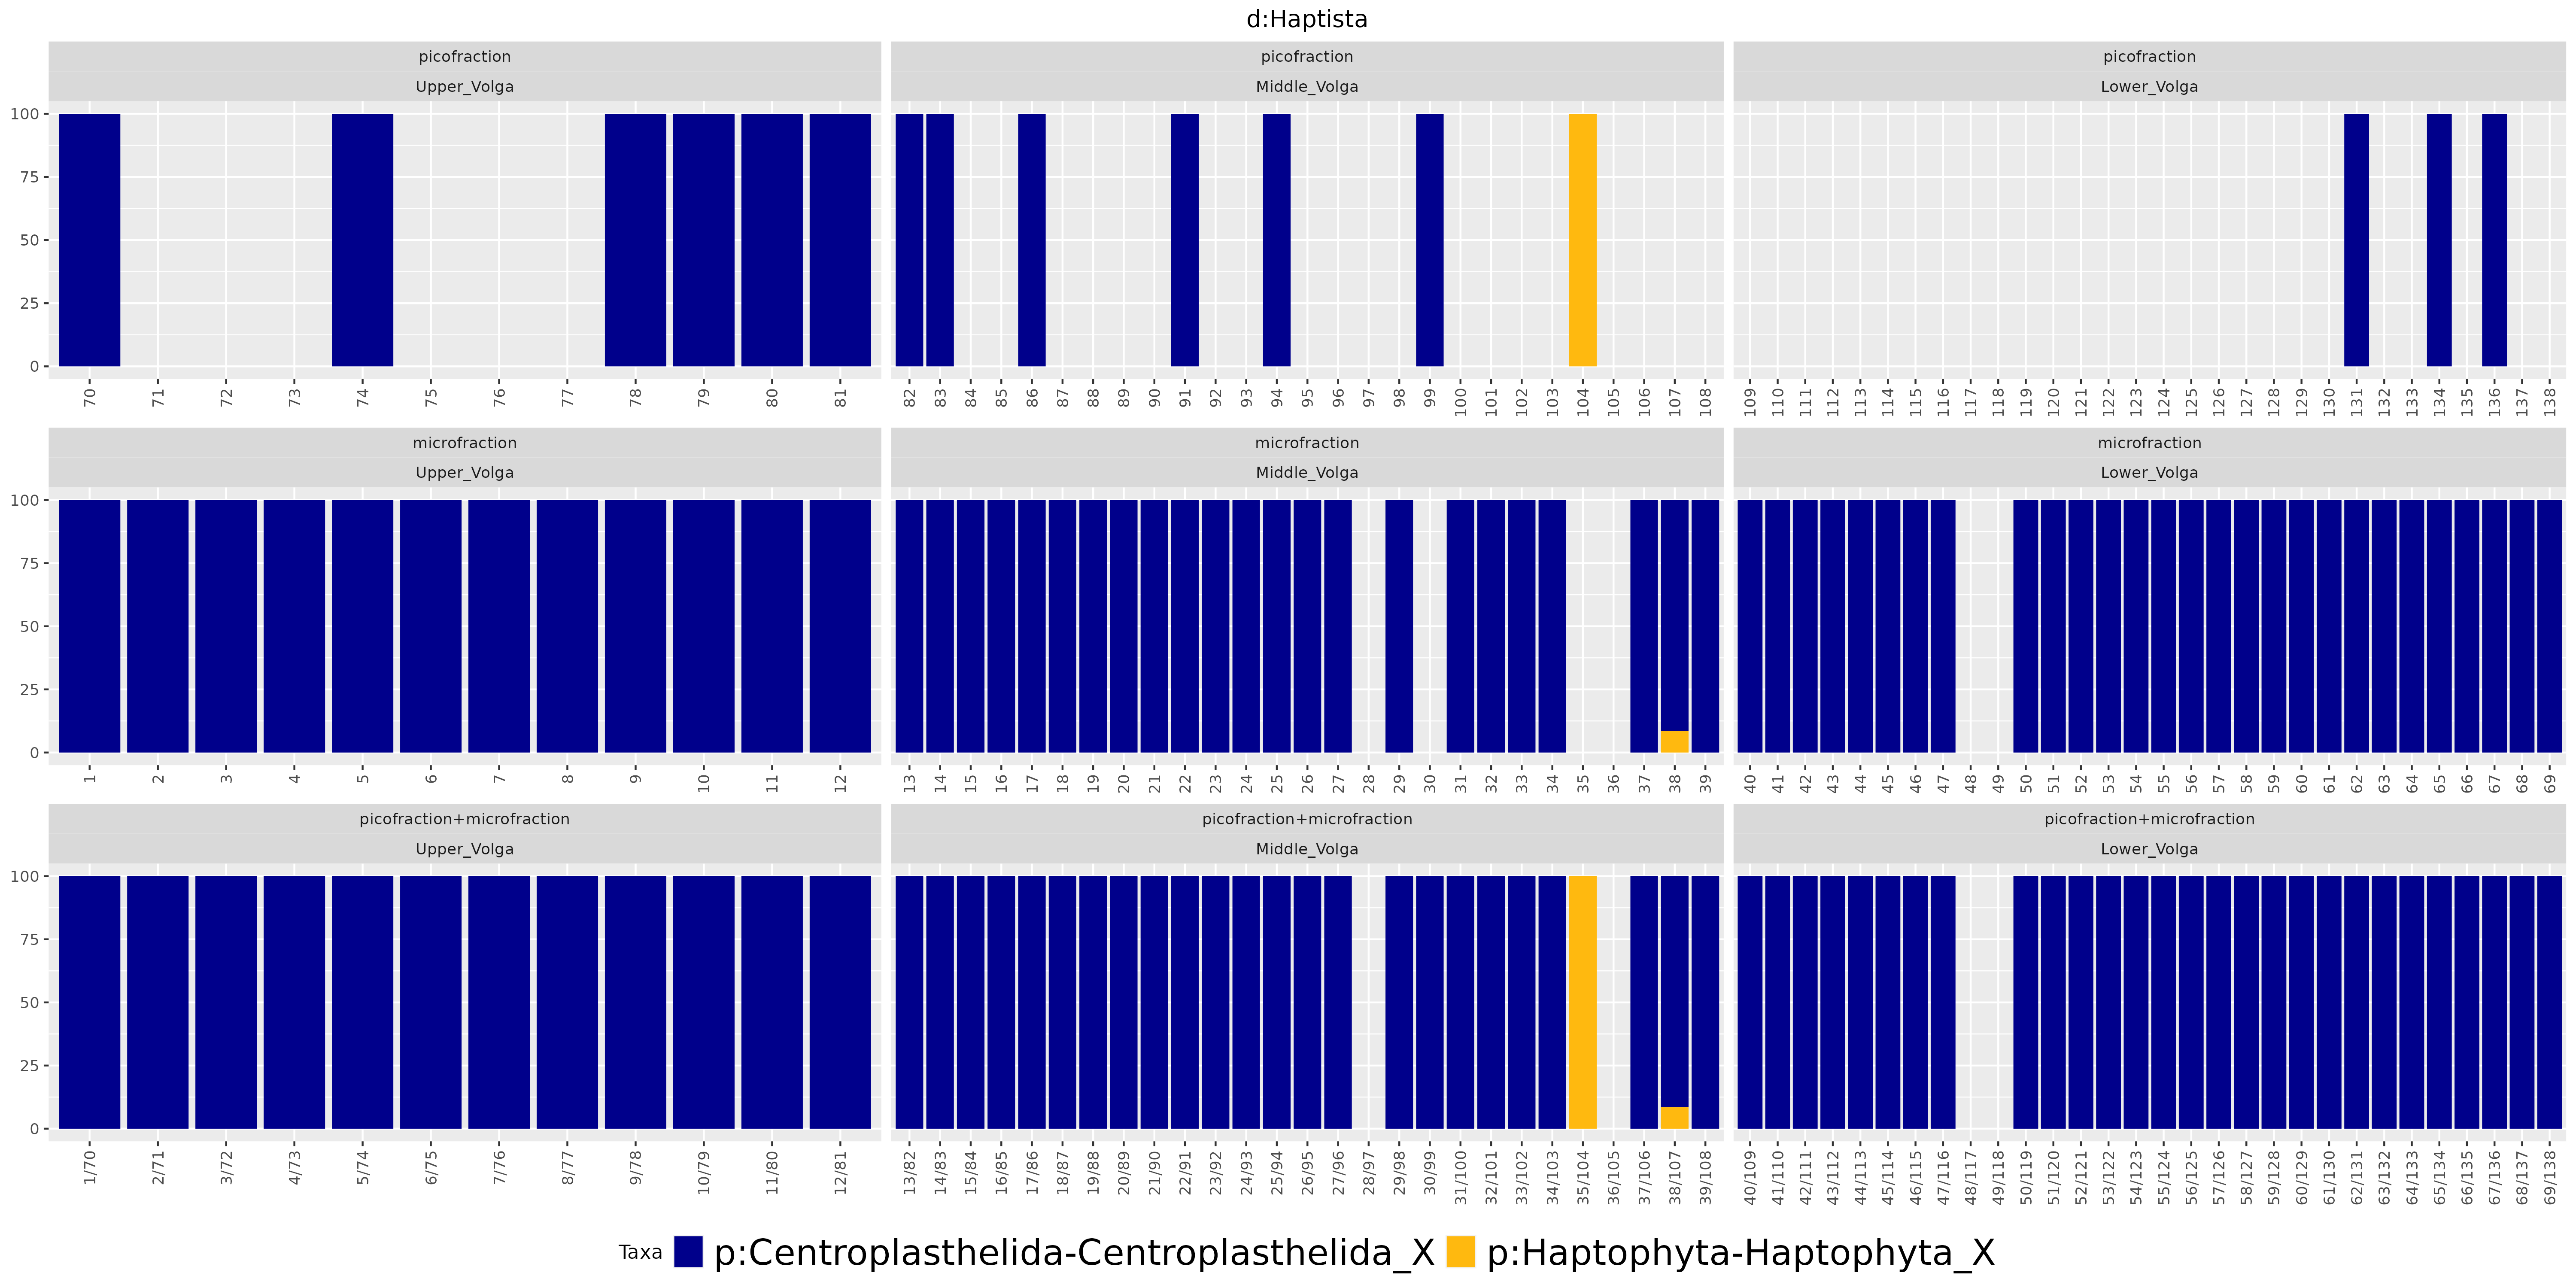 d:Haptista
picofraction picofraction picofraction
Upper_Volga Middle_Volga Lower_Volga
100
75
50
25
0
70 71 72 73 74 75 76 77 78 79 80 81 82 83 84 85 86 87 88 89 90 91 92 93 94 95 96 97 98 99 100 101 102 103 104 105 106 107 108 109 110 111 112 113 114 115 116 117 118 119 120 121 122 123 124 125 126 127 128 129 130 131 132 133 134 135 136 137 138
microfraction microfraction microfraction
Upper_Volga Middle_Volga Lower_Volga
100
75
50
25
0
1 2 3 4 5 6 7 8 9 10 11 12 13 14 15 16 17 18 19 20 21 22 23 24 25 26 27 28 29 30 31 32 33 34 35 36 37 38 39 40 41 42 43 44 45 46 47 48 49 50 51 52 53 54 55 56 57 58 59 60 61 62 63 64 65 66 67 68 69
picofraction+microfraction picofraction+microfraction picofraction+microfraction
Upper_Volga Middle_Volga Lower_Volga
100
75
50
25
0
1/70 2/71 3/72 4/73 5/74 6/75 7/76 8/77 9/78 10/79 11/80 12/81 13/82 14/83 15/84 16/85 17/86 18/87 19/88 20/89 21/90 22/91 23/92 24/93 25/94 26/95 27/96 28/97 29/98 30/99 31/100 32/101 33/102 34/103 35/104 36/105 37/106 38/107 39/108 40/109 41/110 42/111 43/112 44/113 45/114 46/115 47/116 48/117 49/118 50/119 51/120 52/121 53/122 54/123 55/124 56/125 57/126 58/127 59/128 60/129 61/130 62/131 63/132 64/133 65/134 66/135 67/136 68/137 69/138
Taxa p:Centroplasthelida-Centroplasthelida_X p:Haptophyta-Haptophyta_X